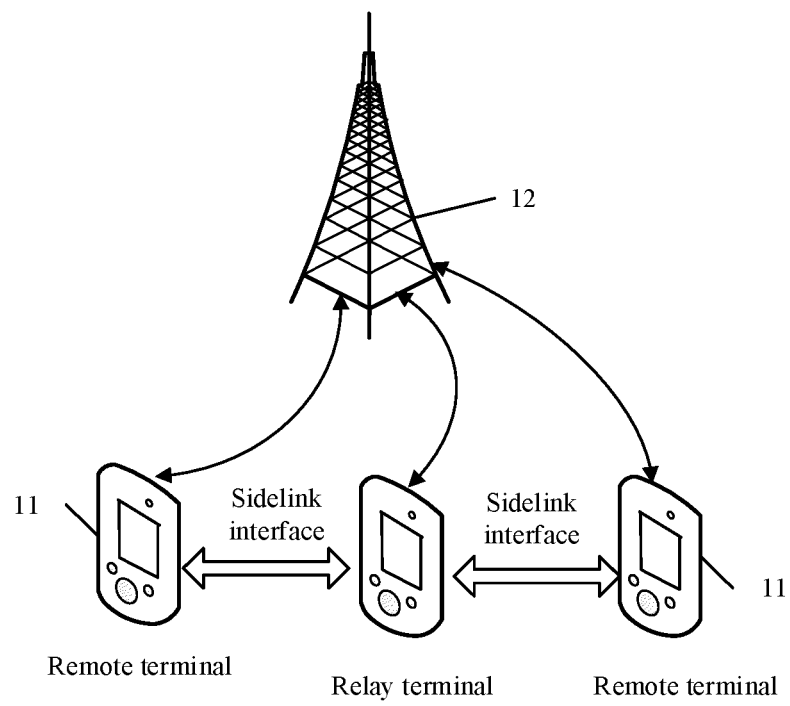 12
11
Sidelink
interface
Sidelink
interface
11
Remote terminal
Relay terminal
Remote terminal